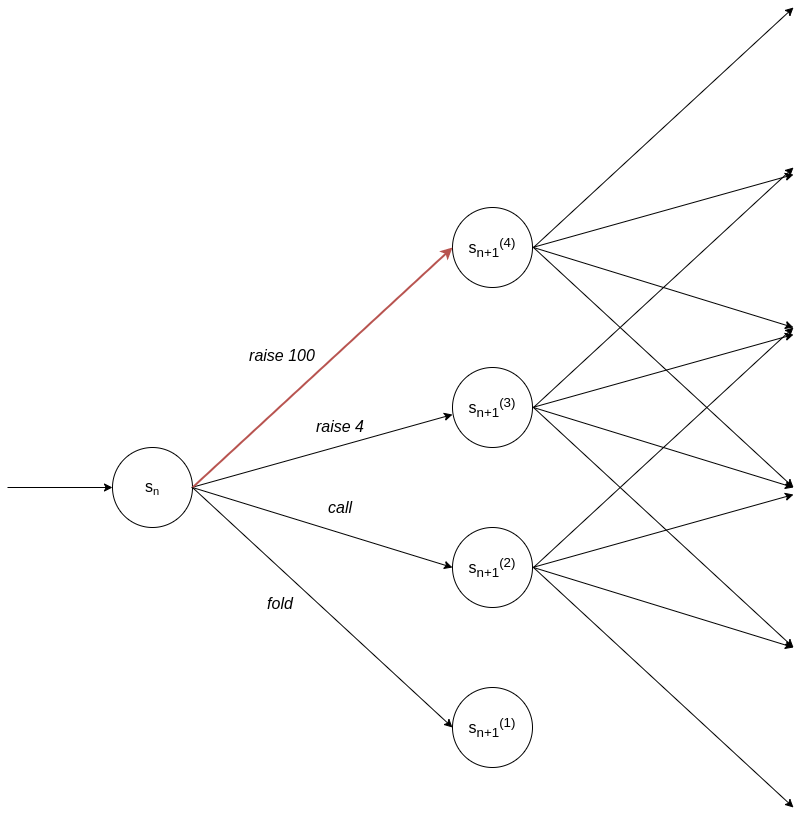 s_{n+1}^{(4)}
raise 100
s_{n+1}^{(3)}
raise 4
s_n
call
s_{n+1}^{(2)}
fold
s_{n+1}^{(1)}